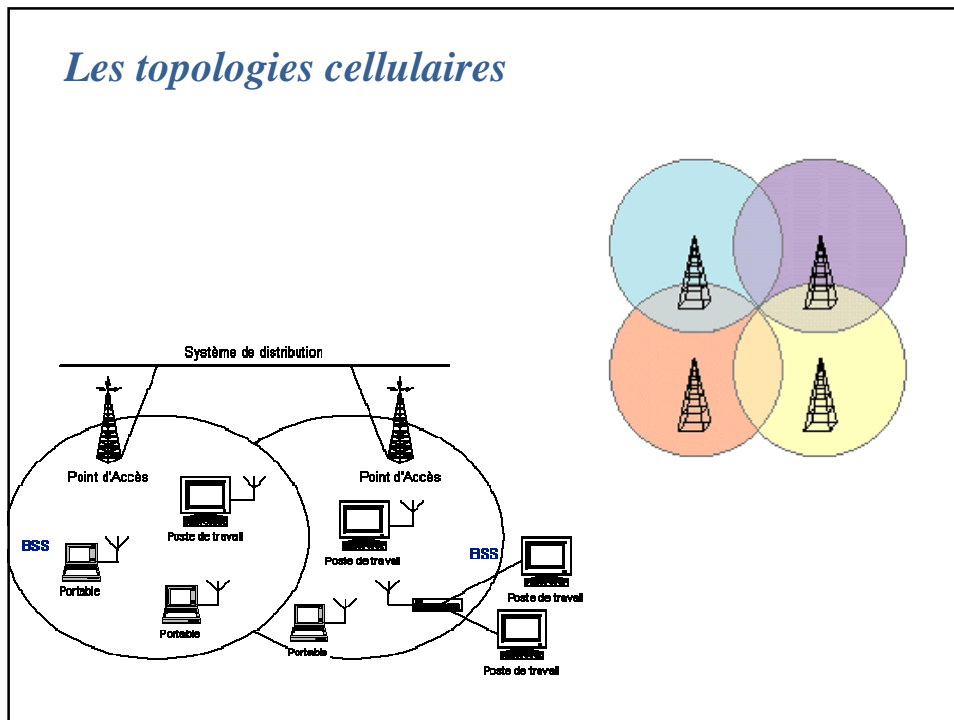 Les topologies cellulaires
Système de distribution
Point d'Accès
Point d'Accès
Poste de travail
BSS
Portable
Portable
Poste de travail
BSS
Portable
Poste de travail
Poste de travail